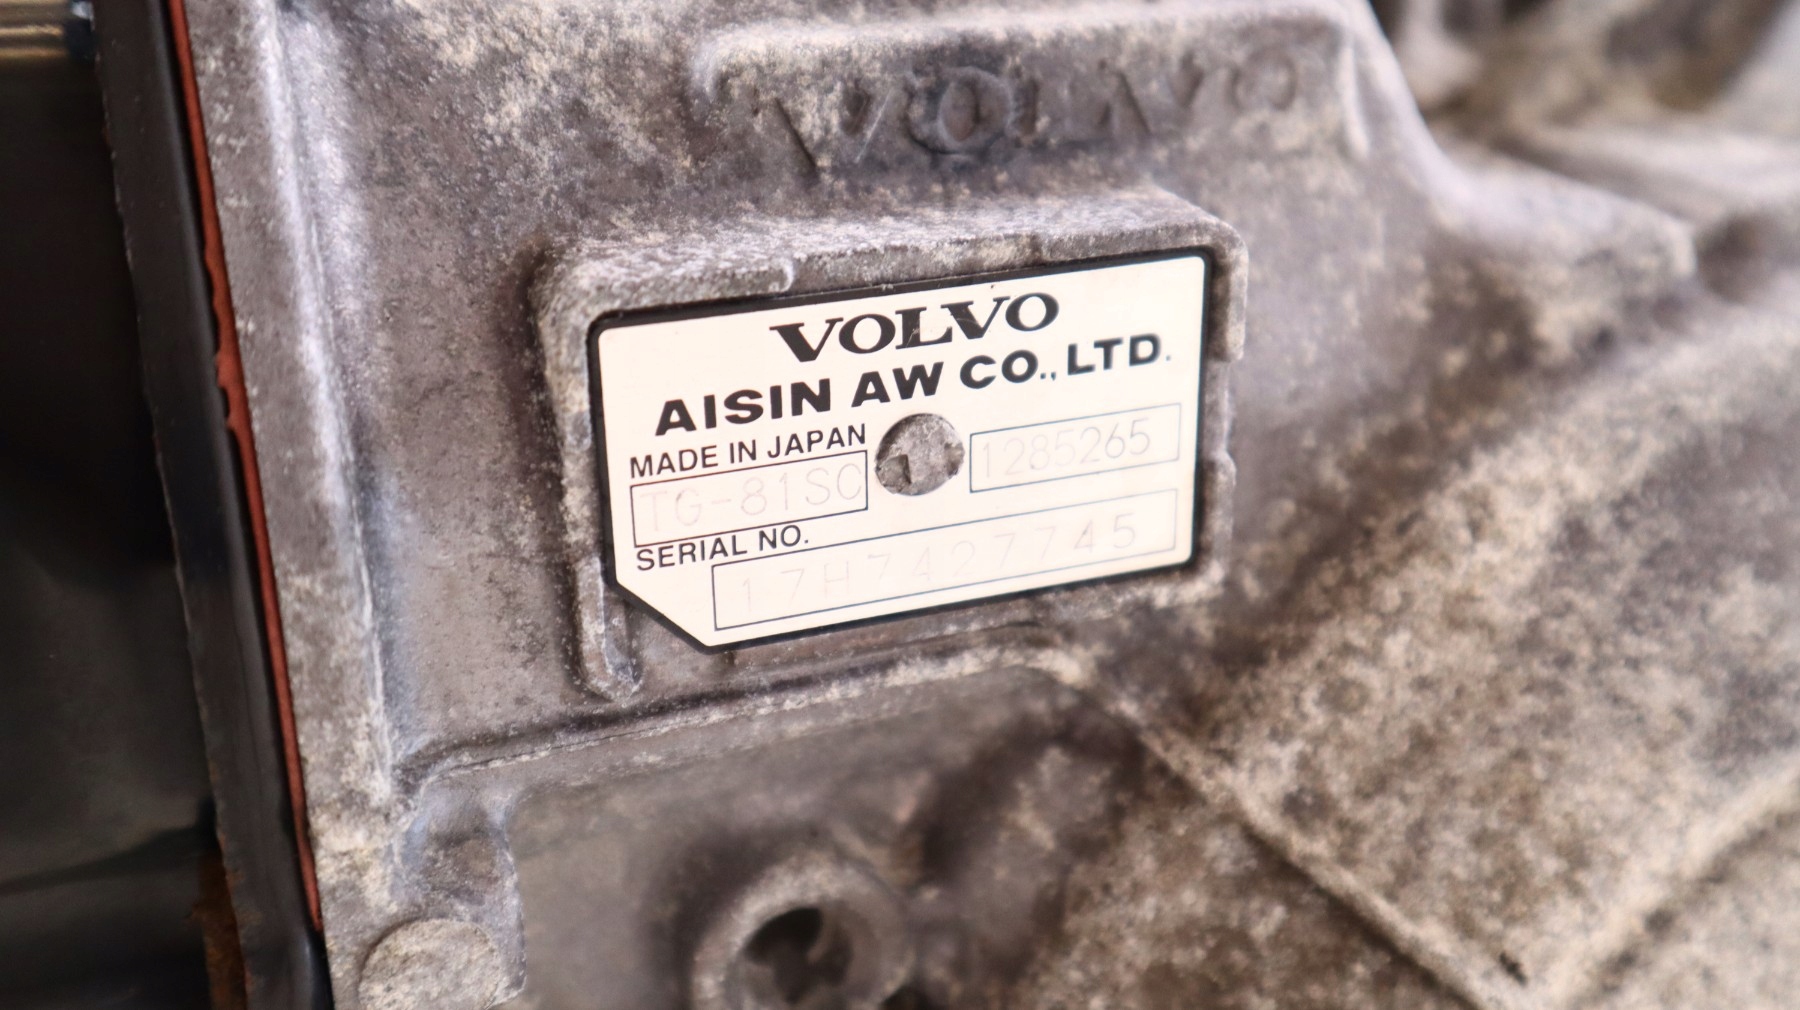 VOLVO
VOLVO
AISIN AW CO., LTD.
MADE IN JAPAN
TG-81SC 1285265
SERIAL NO.
17H7427745